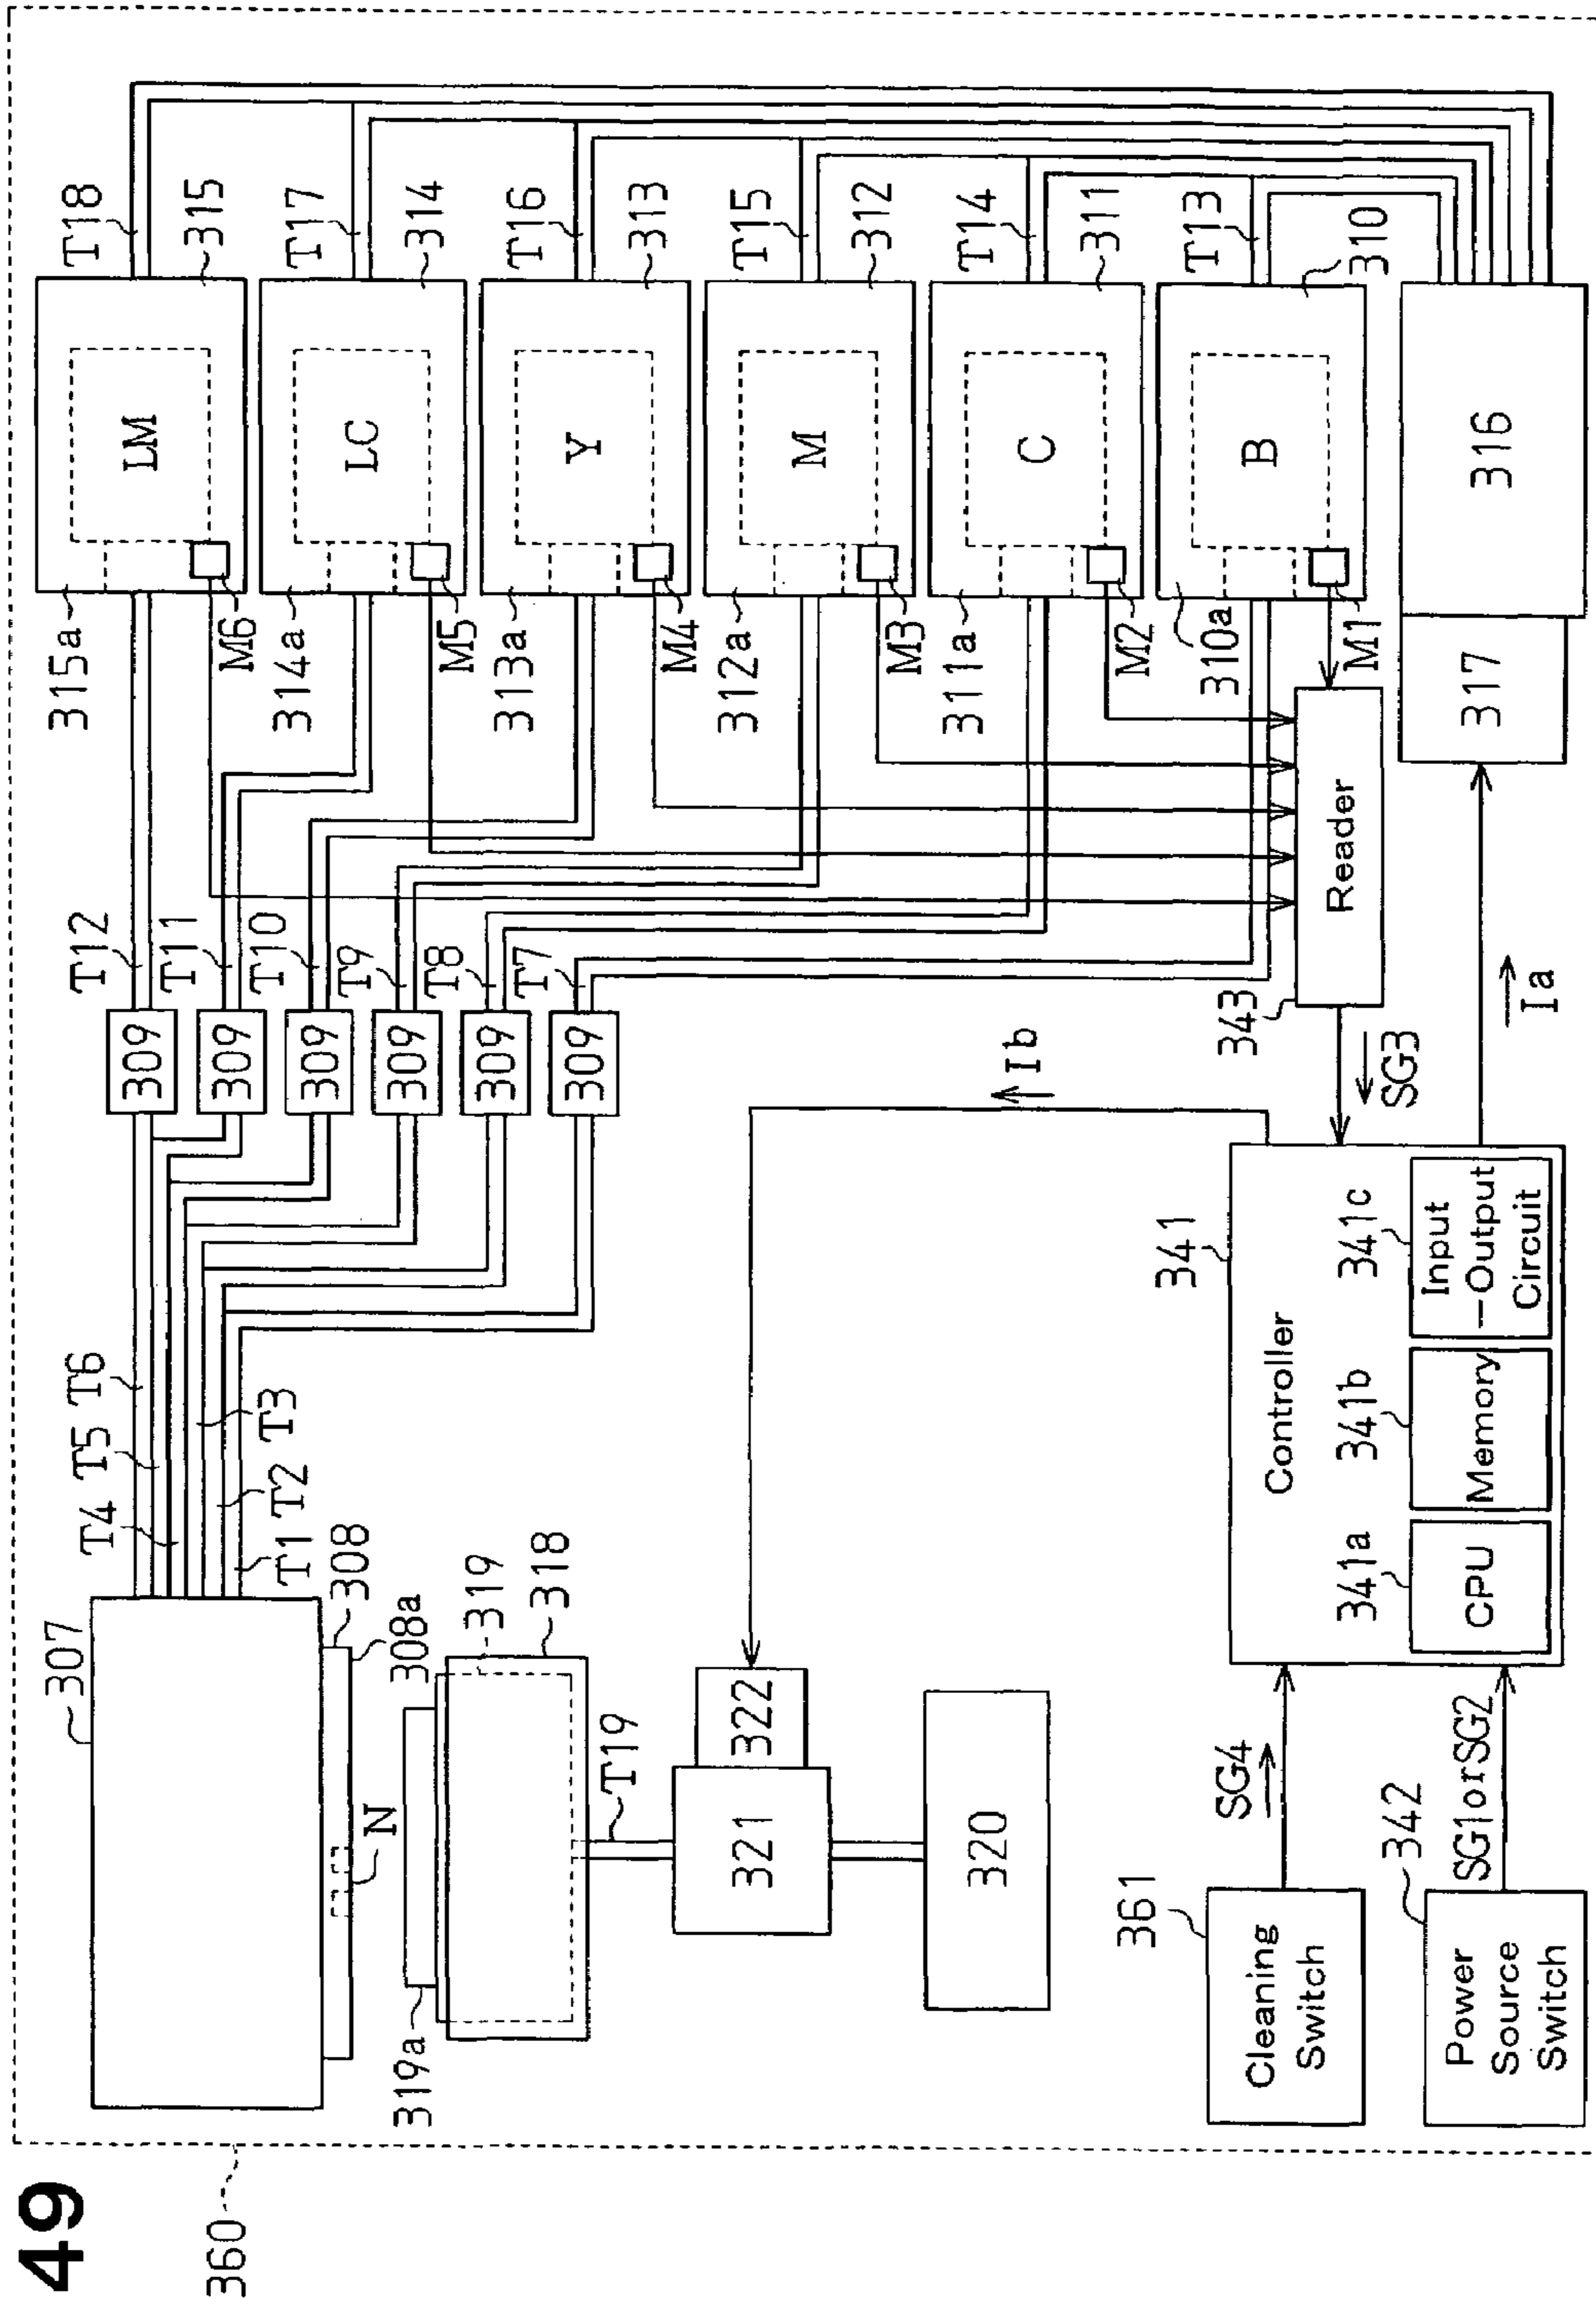 49
360
307
T4
T5
T6
T12
T11
T10
T9
T8
T7
T3
T2
T1
308
308a
N
319a
319
318
T19
309
309
309
309
309
309
315a
LM
M6
T18
315
314a
LC
M5
T17
314
313a
Y
M4
T16
313
312a
M
M3
T15
312
311a
C
M2
T14
311
310a
B
M1
T13
310
321
322
320
Ib
Reader
343
SG3
316
317
Ia
341
Controller
341a
CPU
341b
Memory
341c
Input
—Output
Circuit
361
Cleaning
Switch
SG4
342
Power
Source
Switch
SG1orSG2